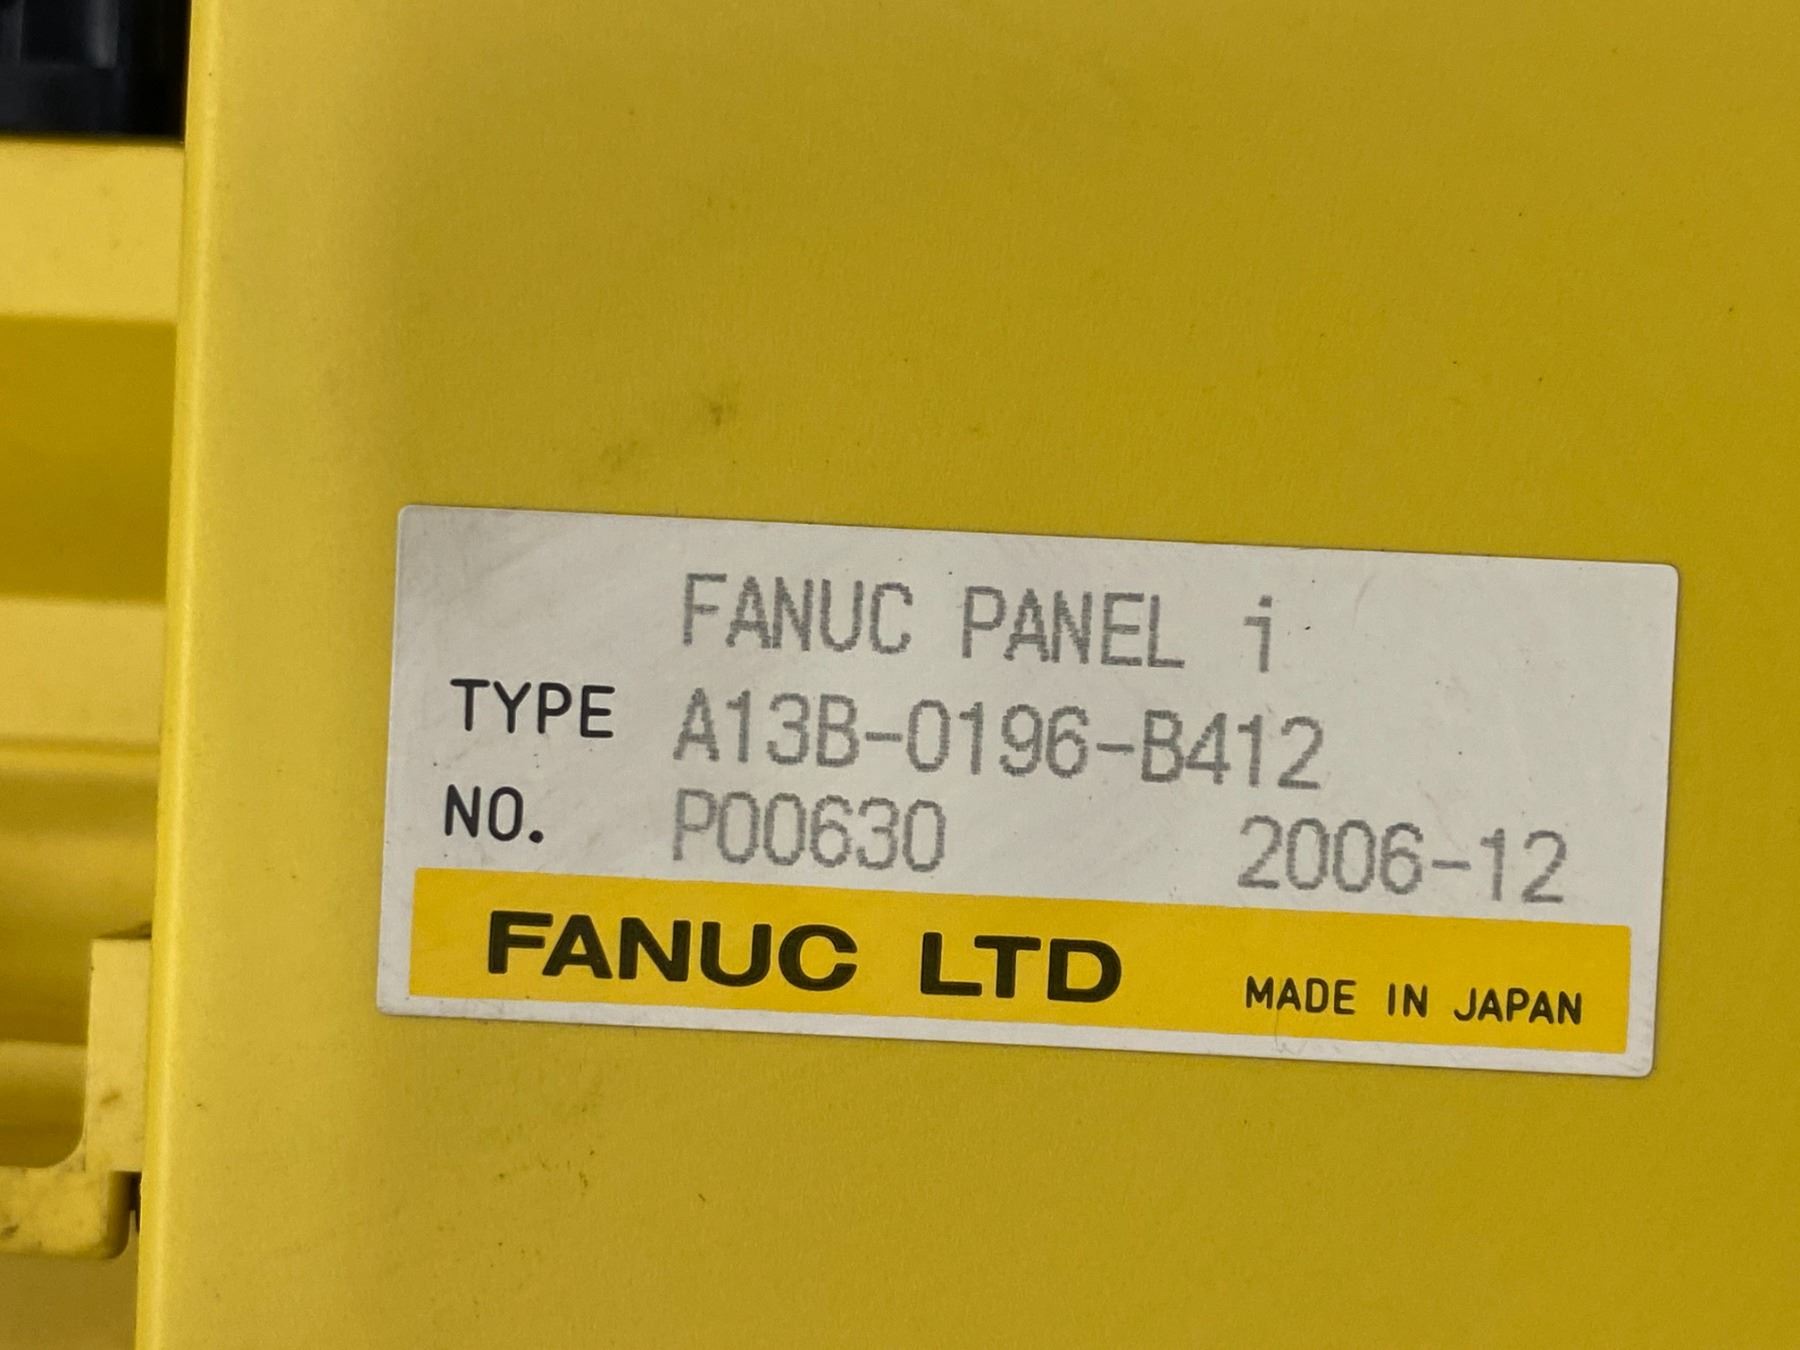 FANUC PANEL i
TYPE A13B-0196-B412
NO. P00630 2006-12
FANUC LTD MADE IN JAPAN